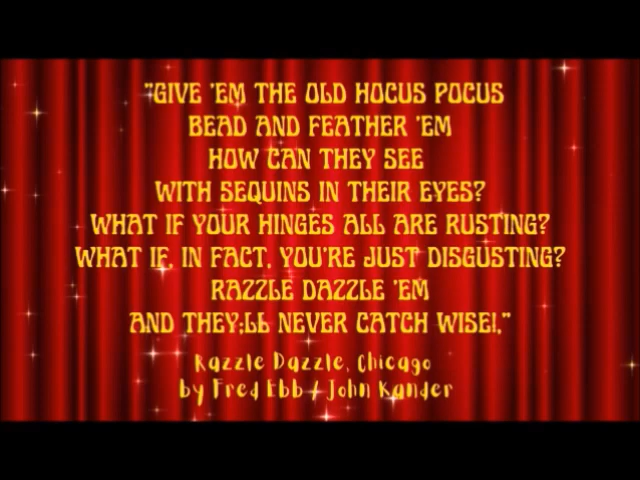 "GIVE 'EM THE OLD HOCUS POCUS
BEAD AND FEATHER 'EM
HOW CAN THEY SEE
WITH SEQUINS IN THEIR EYES?
WHAT IF YOUR HINGES ALL ARE RUSTING?
WHAT IF, IN FACT, YOU'RE JUST DISGUSTING?
RAZZLE DAZZLE 'EM
AND THEY;LL NEVER CATCH WISE!,"
Razzle Dazzle, Chicago
by Fred Ebb / John Kander